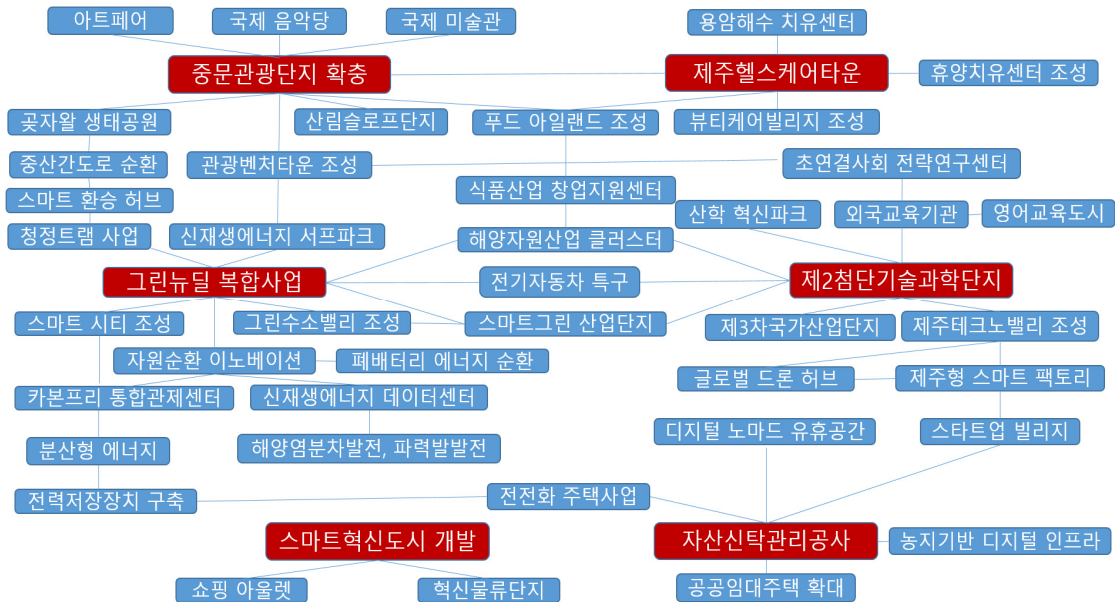 아트페어
국제 음악당
국제 미술관
용암해수 치유센터
중문관광단지 확충
제주헬스케어타운
휴양치유센터 조성
곶자왈 생태공원
산림슬로프단지
푸드 아일랜드 조성
뷰티케어빌리지 조성
중산간도로 순환
관광벤처타운 조성
초연결사회 전략연구센터
스마트 환승 허브
식품산업 창업지원센터
산학 혁신파크
외국교육기관
영어교육도시
청정트램 사업
신재생에너지 서프파크
해양자원산업 클러스터
그린뉴딜 복합사업
전기자동차 특구
제2첨단기술과학단지
스마트 시티 조성
그린수소밸리 조성
스마트그린 산업단지
제3차국가산업단지
제주테크노밸리 조성
자원순환 이노베이션
폐배터리 에너지 순환
글로벌 드론 허브
제주형 스마트 팩토리
카본프리 통합관제센터
신재생에너지 데이터센터
분산형 에너지
해양염분차발전, 파력발발전
디지털 노마드 유휴공간
스타트업 빌리지
전력저장장치 구축
전전화 주택사업
스마트혁신도시 개발
자산신탁관리공사
농지기반 디지털 인프라
쇼핑 아울렛
혁신물류단지
공공임대주택 확대